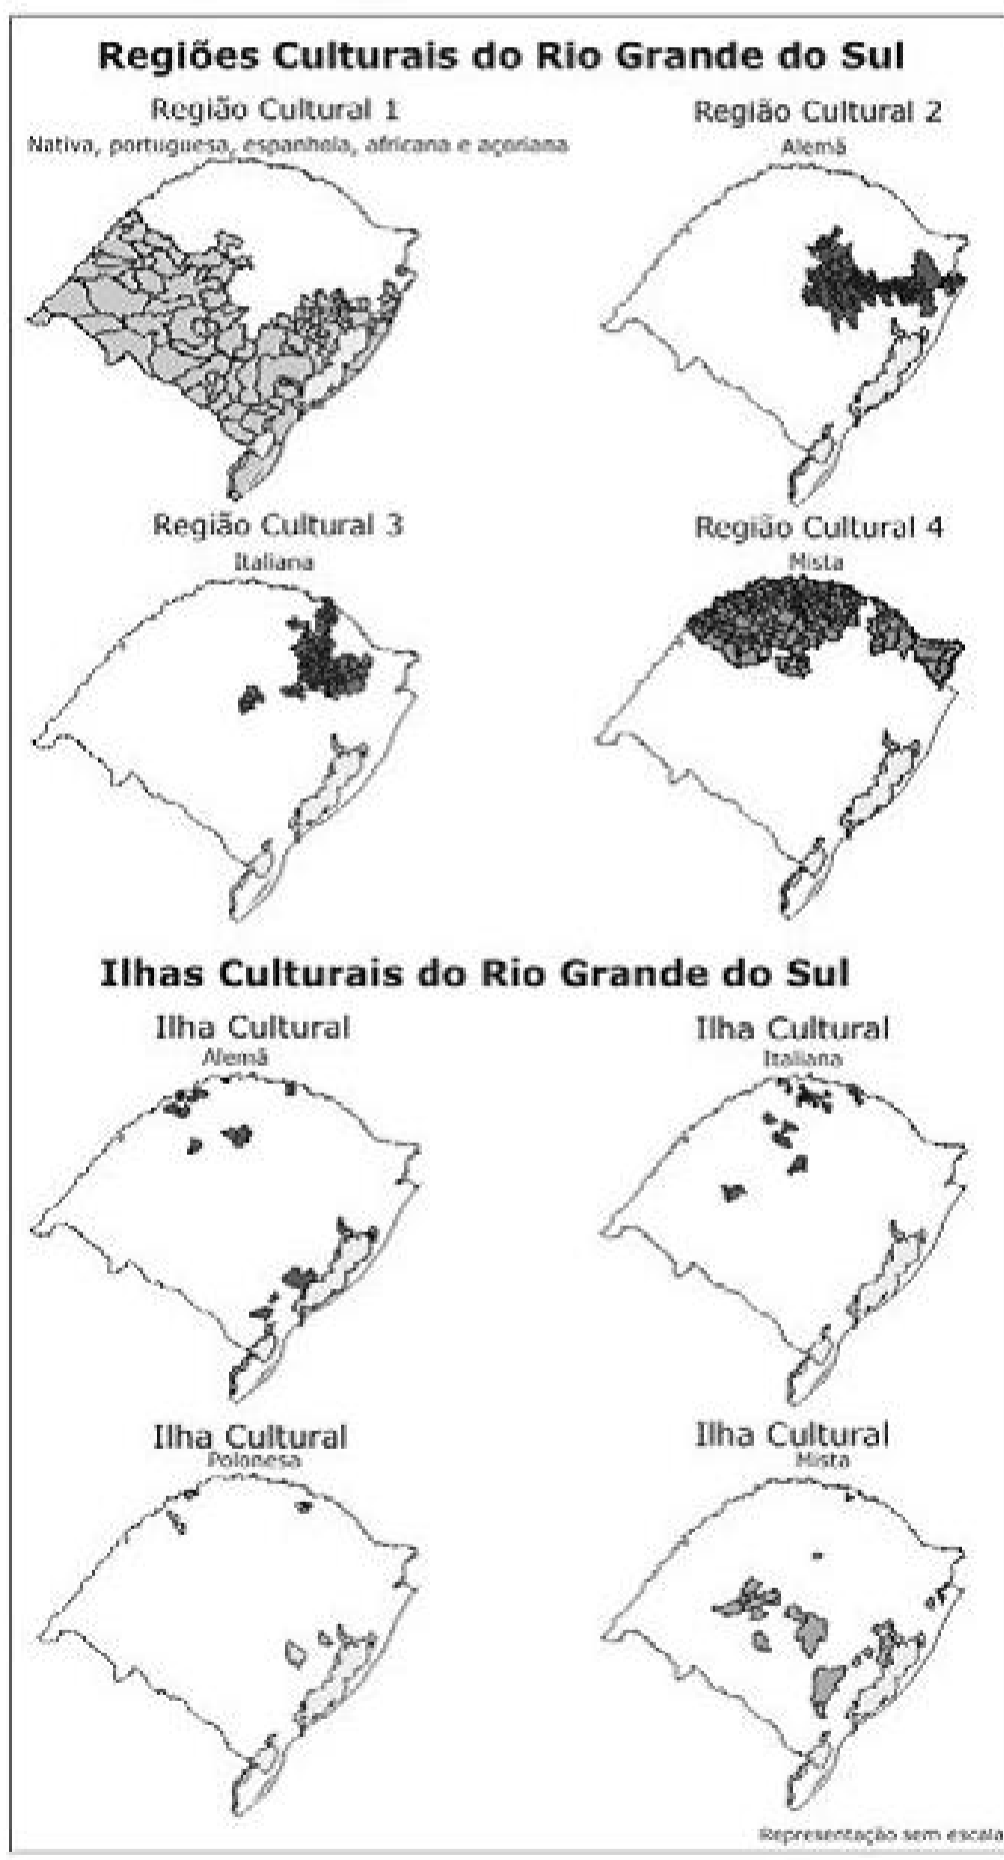 Regiões Culturais do Rio Grande do Sul
Região Cultural 1
Nativa, portuguesa, espanhola, africana e açoriana
Região Cultural 2
Alemã
Região Cultural 3
Italiana
Região Cultural 4
Mista
Ilhas Culturais do Rio Grande do Sul
Ilha Cultural
Alemã
Ilha Cultural
Italiana
Ilha Cultural
Polonesa
Ilha Cultural
Mista
Representação sem escala